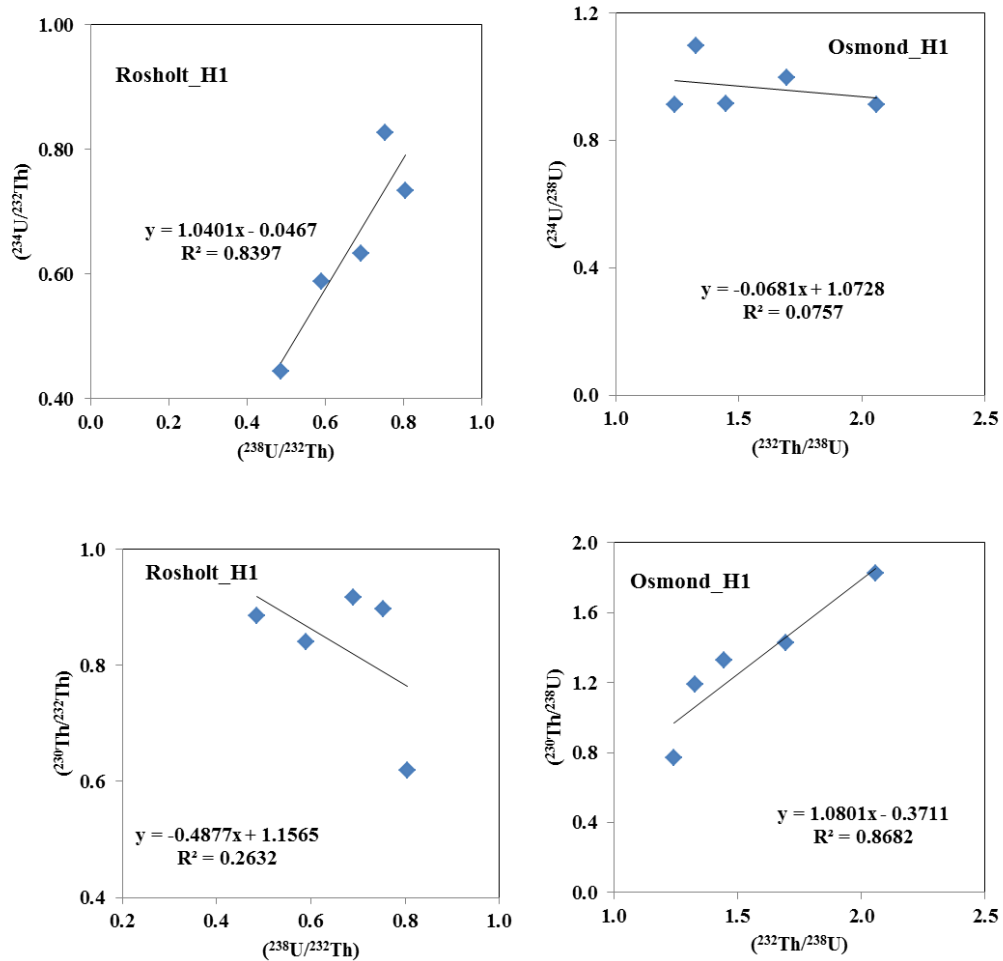 1.00
0.80
0.60
0.40
(²³⁴U/²³²Th)
Rosholt_H1
y = 1.0401x - 0.0467
R² = 0.8397
0.0 0.2 0.4 0.6 0.8 1.0
(²³⁸U/²³²Th)
1.2
0.8
0.4
0.0
(²³⁴U/²³⁸U)
Osmond_H1
y = -0.0681x + 1.0728
R² = 0.0757
1.0 1.5 2.0 2.5
(²³²Th/²³⁸U)
1.0
0.8
0.6
0.4
(²³⁰Th/²³²Th)
Rosholt_H1
y = -0.4877x + 1.1565
R² = 0.2632
0.2 0.4 0.6 0.8 1.0
(²³⁸U/²³²Th)
2.0
1.6
1.2
0.8
0.4
0.0
(²³⁰Th/²³⁸U)
Osmond_H1
y = 1.0801x - 0.3711
R² = 0.8682
1.0 1.5 2.0 2.5
(²³²Th/²³⁸U)